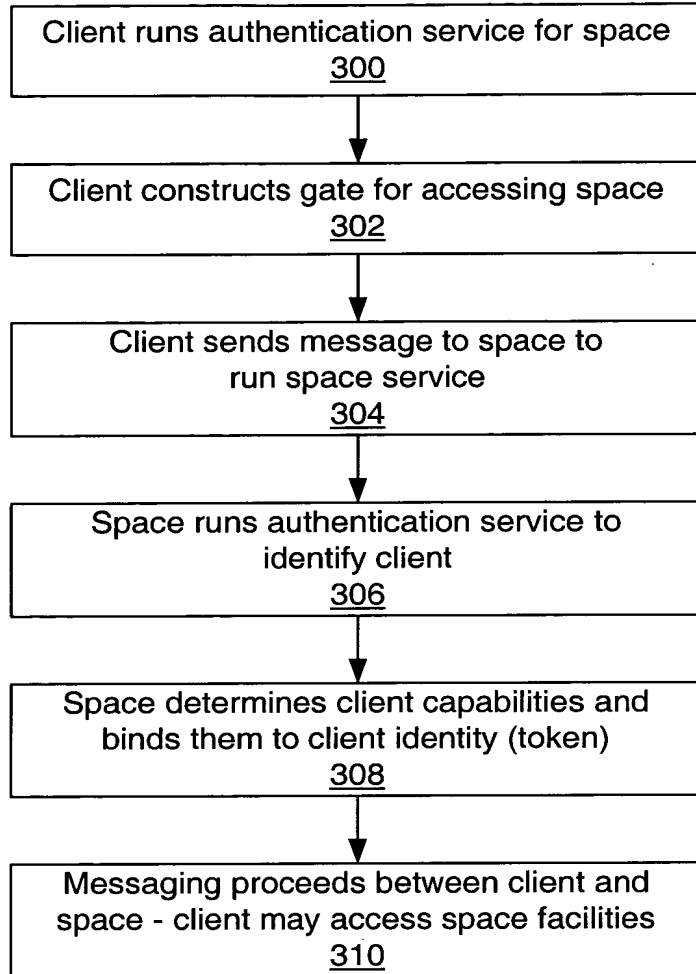 Client runs authentication service for space
300
Client constructs gate for accessing space
302
Client sends message to space to
run space service
304
Space runs authentication service to
identify client
306
Space determines client capabilities and
binds them to client identity (token)
308
Messaging proceeds between client and
space - client may access space facilities
310